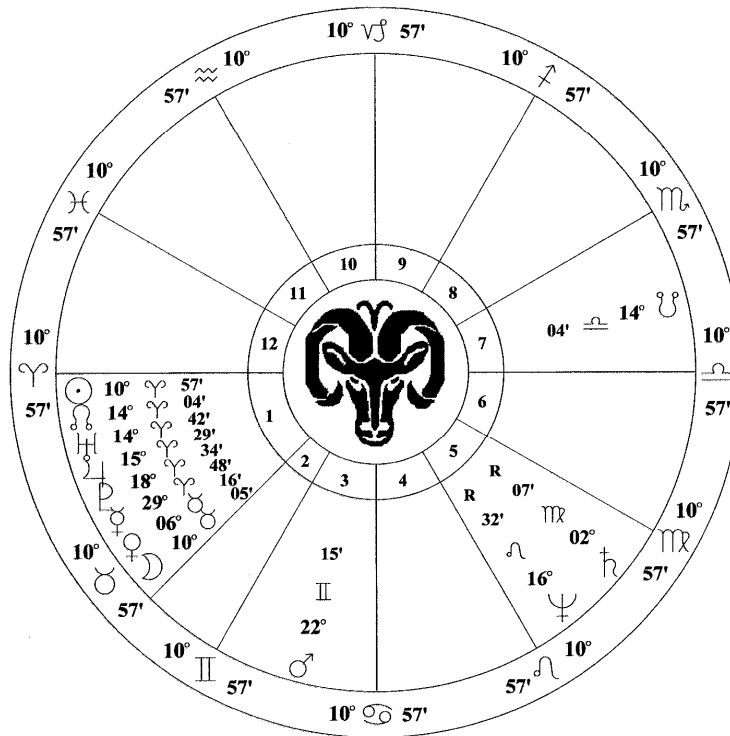 10° ♑ 57'
10° ♐ 57'
10° ♏ 57'
10° ♎ 57'
10° ♍ 57'
10° ♌ 57'
10° ♋ 57'
10° ♊ 57'
10° ♉ 57'
10° ♈ 57'
10° ♓ 57'
10° ♒ 57'
10
9
8
7
6
5
4
3
2
1
12
11
04' ♎ 14° ☋
☉ 10° ♈ 57'
☊ 14° ♈ 04'
♅ 14° ♈ 42'
15° ♈ 29'
♇ 18° ♈ 34'
☿ 29° ♈ 48'
♀ 06° ♉ 16'
☽ 10° ♉ 05'
15'
♊
22°
♂
R 07' ♍ 02° ♄
R 32' ♌ 16° ♆